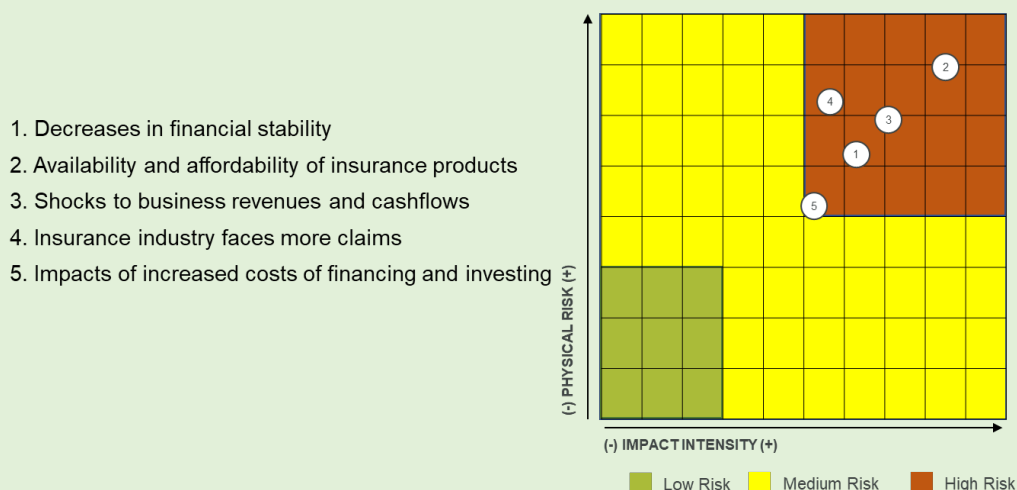 1. Decreases in financial stability
2. Availability and affordability of insurance products
3. Shocks to business revenues and cashflows
4. Insurance industry faces more claims
5. Impacts of increased costs of financing and investing
(-) PHYSICAL RISK (+)
2
4
3
1
5
(-) IMPACT INTENSITY (+)
Low Risk Medium Risk High Risk